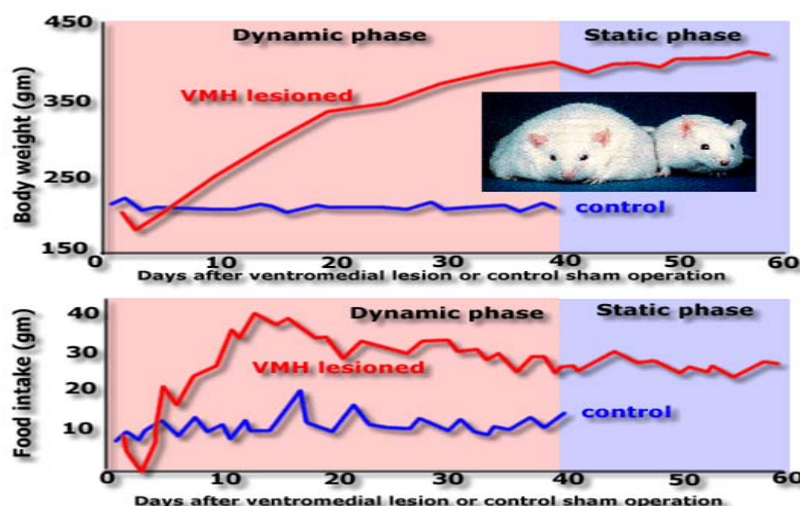 450
Dynamic phase Static phase
VMH lesioned
350
Body weight (gm)
250
control
150
0 10 20 30 40 50 60
Days after ventromedial lesion or control sham operation
40
Dynamic phase Static phase
30
VMH lesioned
Food intake (gm)
20
control
10
0 10 20 30 40 50 60
Days after ventromedial lesion or control sham operation